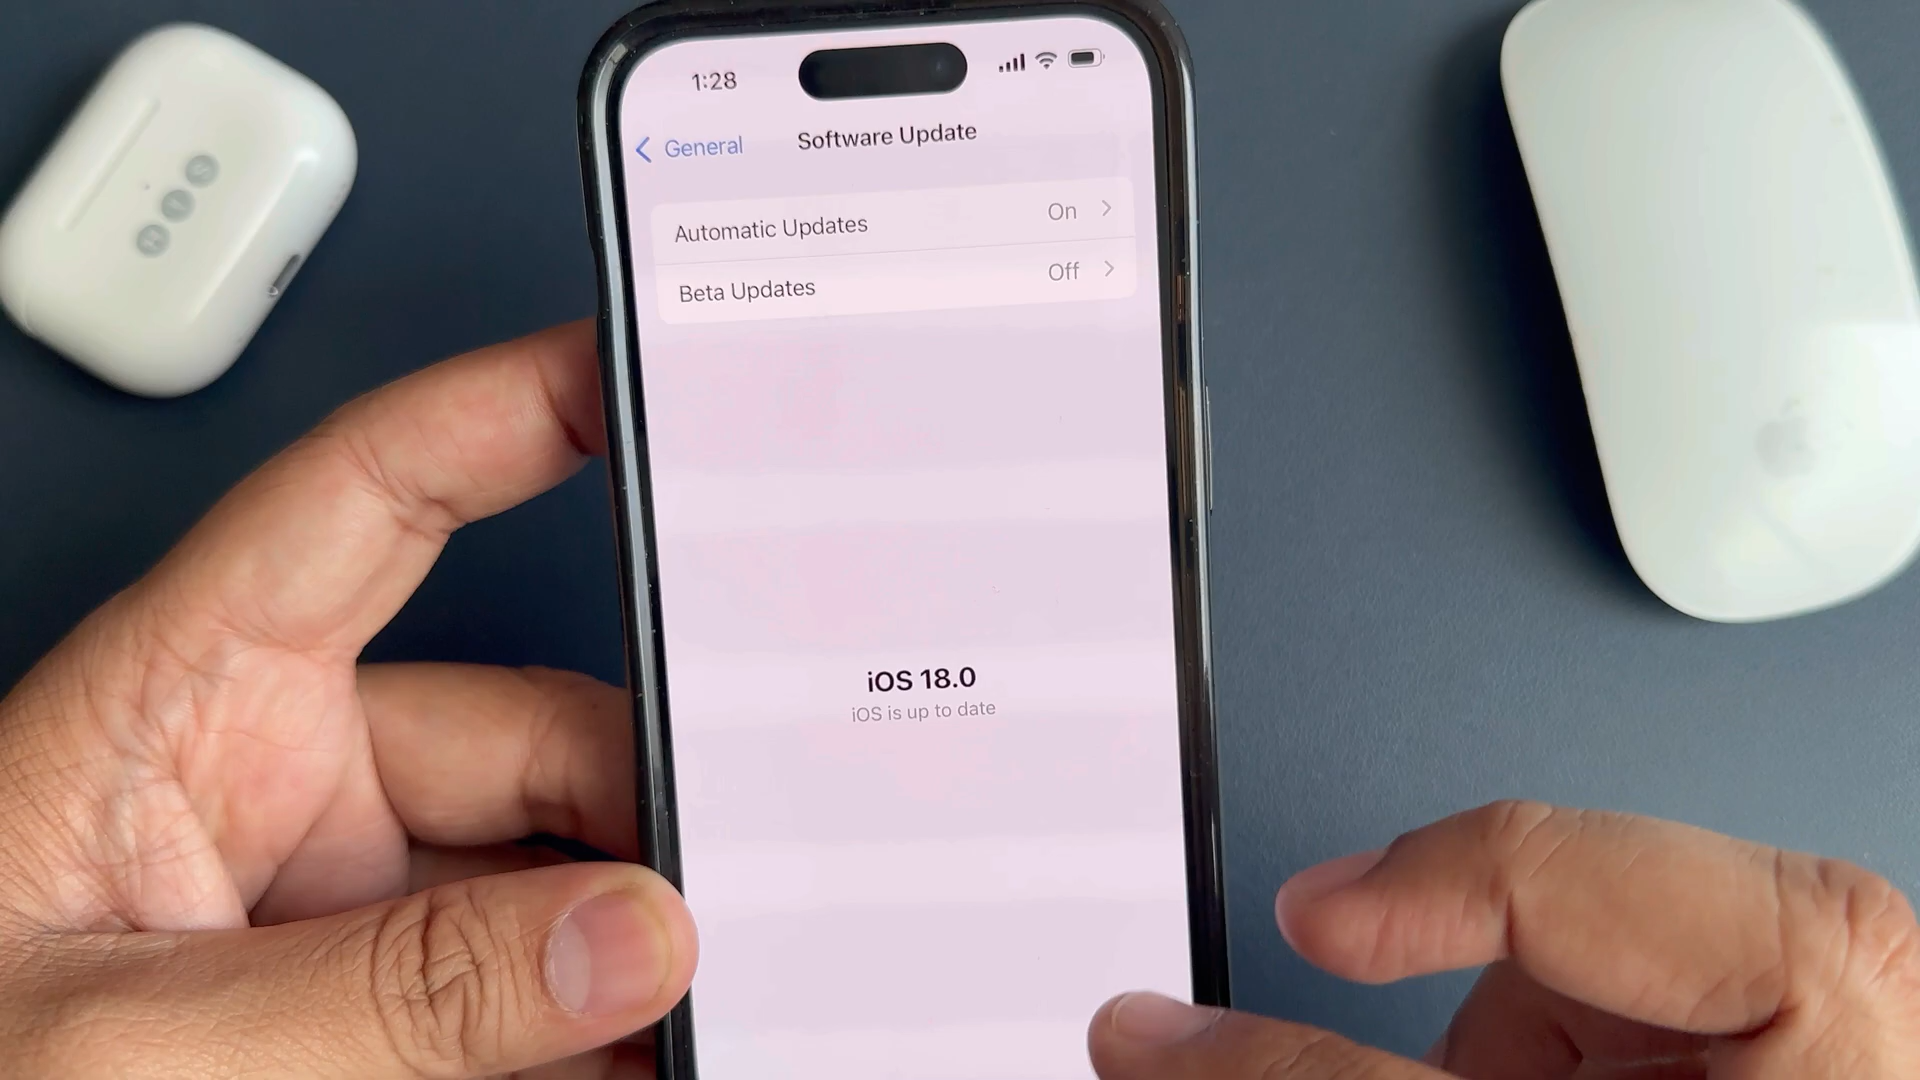 1:28
General
Software Update
Automatic Updates
On
Beta Updates
Off
iOS 18.0
iOS is up to date